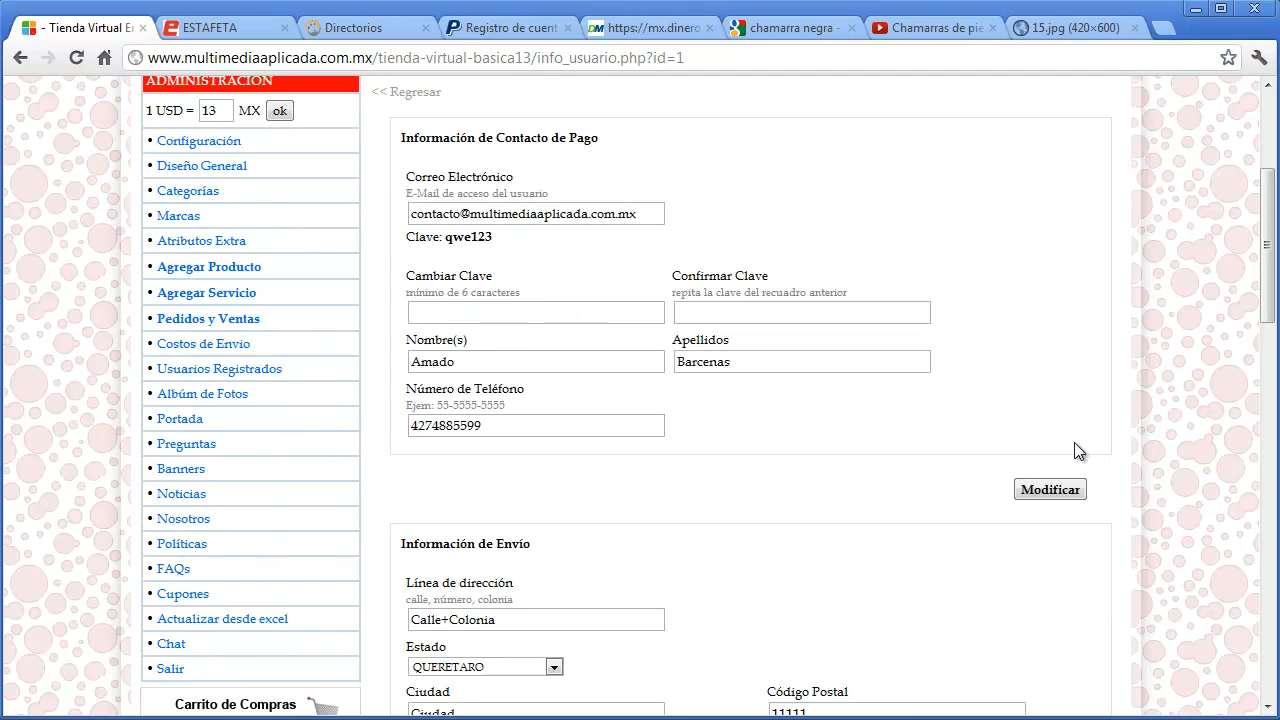 - Tienda Virtual E
ESTAFETA
Directorios
Registro de cuent
https://mx.dinero
chamarra negra -
Chamarras de pie
15.jpg (420×600)
www.multimediaaplicada.com.mx/tienda-virtual-basica13/info_usuario.php?id=1
ADMINISTRACIÓN
1 USD = 13 MX ok
• Configuración
• Diseño General
• Categorías
• Marcas
• Atributos Extra
• Agregar Producto
• Agregar Servicio
• Pedidos y Ventas
• Costos de Envio
• Usuarios Registrados
• Albúm de Fotos
• Portada
• Preguntas
• Banners
• Noticias
• Nosotros
• Políticas
• FAQs
• Cupones
• Actualizar desde excel
• Chat
• Salir
Carrito de Compras
<< Regresar
Información de Contacto de Pago
Correo Electrónico
E-Mail de acceso del usuario
contacto@multimediaaplicada.com.mx
Clave: qwe123
Cambiar Clave
mínimo de 6 caracteres
Confirmar Clave
repita la clave del recuadro anterior
Nombre(s)
Amado
Apellidos
Barcenas
Número de Teléfono
Ejem: 55-5555-5555
4274885599
Modificar
Información de Envío
Línea de dirección
calle, número, colonia
Calle+Colonia
Estado
QUERETARO
Ciudad
Ciudad
Código Postal
11111